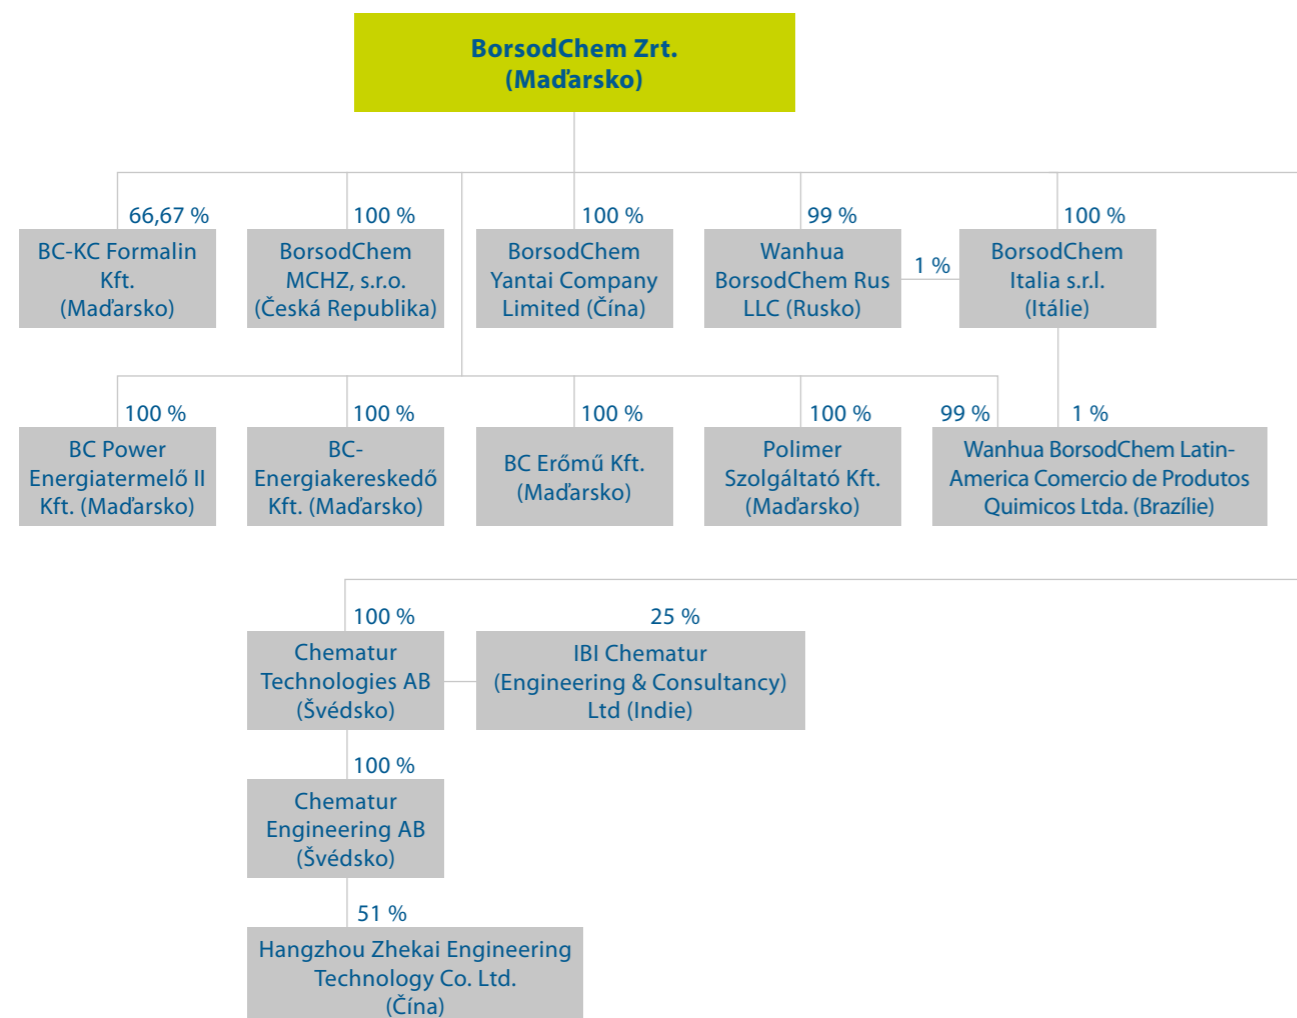 BorsodChem Zrt.
(Maďarsko)
66,67 %
BC-KC Formalin
Kft.
(Maďarsko)
100 %
BorsodChem
MCHZ, s.r.o.
(Česká Republika)
100 %
BorsodChem
Yantai Company
Limited (Čína)
99 %
Wanhua
BorsodChem Rus
LLC (Rusko)
1 %
100 %
BorsodChem
Italia s.r.l.
(Itálie)
100 %
BC Power
Energiatermelő II
Kft. (Maďarsko)
100 %
BC-
Energiakereskedő
Kft. (Maďarsko)
100 %
BC Erőmű Kft.
(Maďarsko)
100 %
Polimer
Szolgáltató Kft.
(Maďarsko)
99 %
1 %
Wanhua BorsodChem Latin-
America Comercio de Produtos
Quimicos Ltda. (Brazílie)
100 %
Chematur
Technologies AB
(Švédsko)
25 %
IBI Chematur
(Engineering & Consultancy)
Ltd (Indie)
100 %
Chematur
Engineering AB
(Švédsko)
51 %
Hangzhou Zhekai Engineering
Technology Co. Ltd.
(Čína)